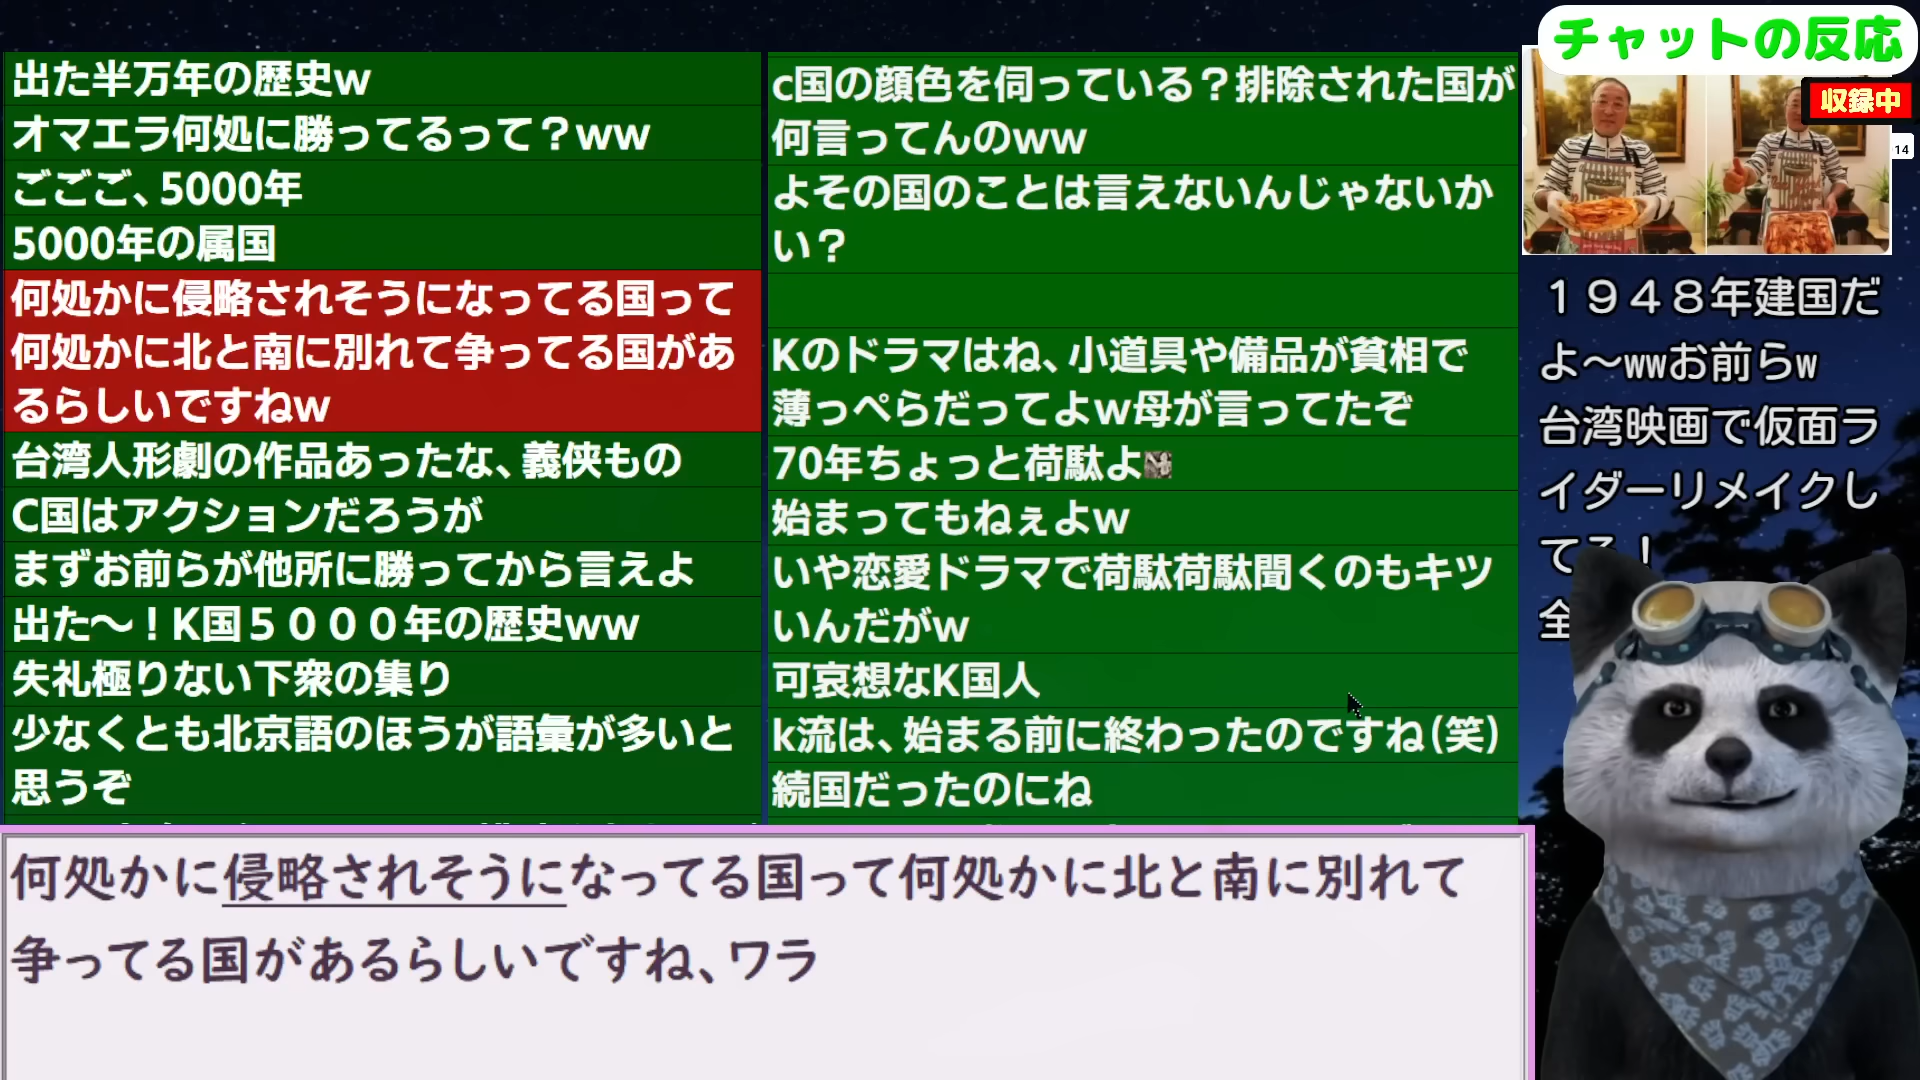 出た半万年の歴史w
オマエラ何処に勝ってるって？ww
ごごご、5000年
5000年の属国
何処かに侵略されそうになってる国って
何処かに北と南に別れて争ってる国があ
るらしいですねw
台湾人形劇の作品あったな、義侠もの
C国はアクションだろうが
まずお前らが他所に勝ってから言えよ
出た～！K国５０００年の歴史ww
失礼極りない下衆の集り
少なくとも北京語のほうが語彙が多いと
思うぞ
c国の顔色を伺っている？排除された国が
何言ってんのww
よその国のことは言えないんじゃないか
い？
Kのドラマはね、小道具や備品が貧相で
薄っぺらだってよw母が言ってたぞ
70年ちょっと荷駄よ
始まってもねぇよw
いや恋愛ドラマで荷駄荷駄聞くのもキツ
いんだがw
可哀想なK国人
k流は、始まる前に終わったのですね（笑）
続国だったのにね
チャットの反応
収録中
14
１９４８年建国だ
よ～wwお前らw
台湾映画で仮面ラ
イダーリメイクし
てる！
全
何処かに侵略されそうになってる国って何処かに北と南に別れて
争ってる国があるらしいですね、ワラ